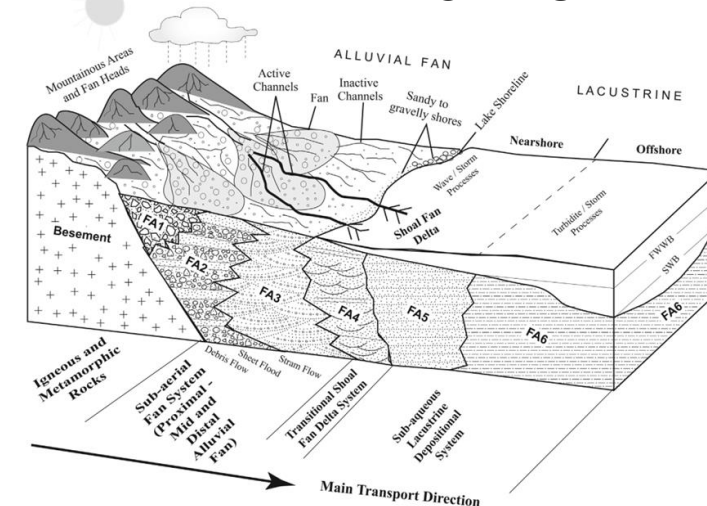 ALLUVIAL FAN
LACUSTRINE
Mountainous Areas
and Fan Heads
Active
Channels
Fan
Inactive
Channels
Sandy to
gravelly shores
Lake Shoreline
Nearshore
Offshore
Wave / Storm
Processes
Turbidite / Storm
Processes
Shoal Fan
Delta
FWWB
SWB
Besement
FA1
FA2
FA3
FA4
FA5
FA6
FA6
Igneous and
Metamorphic
Rocks
Debris Flow
Sheet Flood
Stram Flow
Sub-aerial
Fan System
(Proximal -
Mid and
Distal
Alluvial
Fan)
Transitional Shoal
Fan Delta System
Sub-aqueous
Lacustrine
Depositional
System
Main Transport Direction